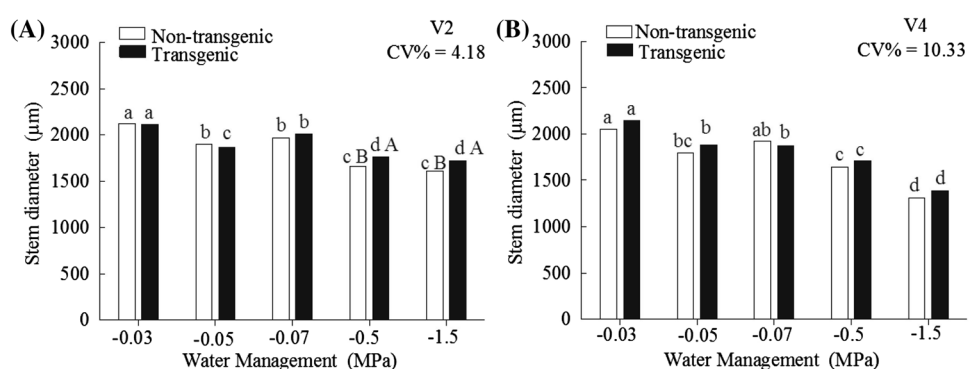 (A)
V2
CV% = 4.18
Non-transgenic
Transgenic
3000
2500
2000
1500
1000
500
0
Stem diameter (µm)
a a
b c
b b
c B d A
c B d A
-0.03 -0.05 -0.07 -0.5 -1.5
Water Management (MPa)
(B)
V4
CV% = 10.33
Non-transgenic
Transgenic
3000
2500
2000
1500
1000
500
0
Stem diameter (µm)
a a
bc b
ab b
c c
d d
-0.03 -0.05 -0.07 -0.5 -1.5
Water Management (MPa)